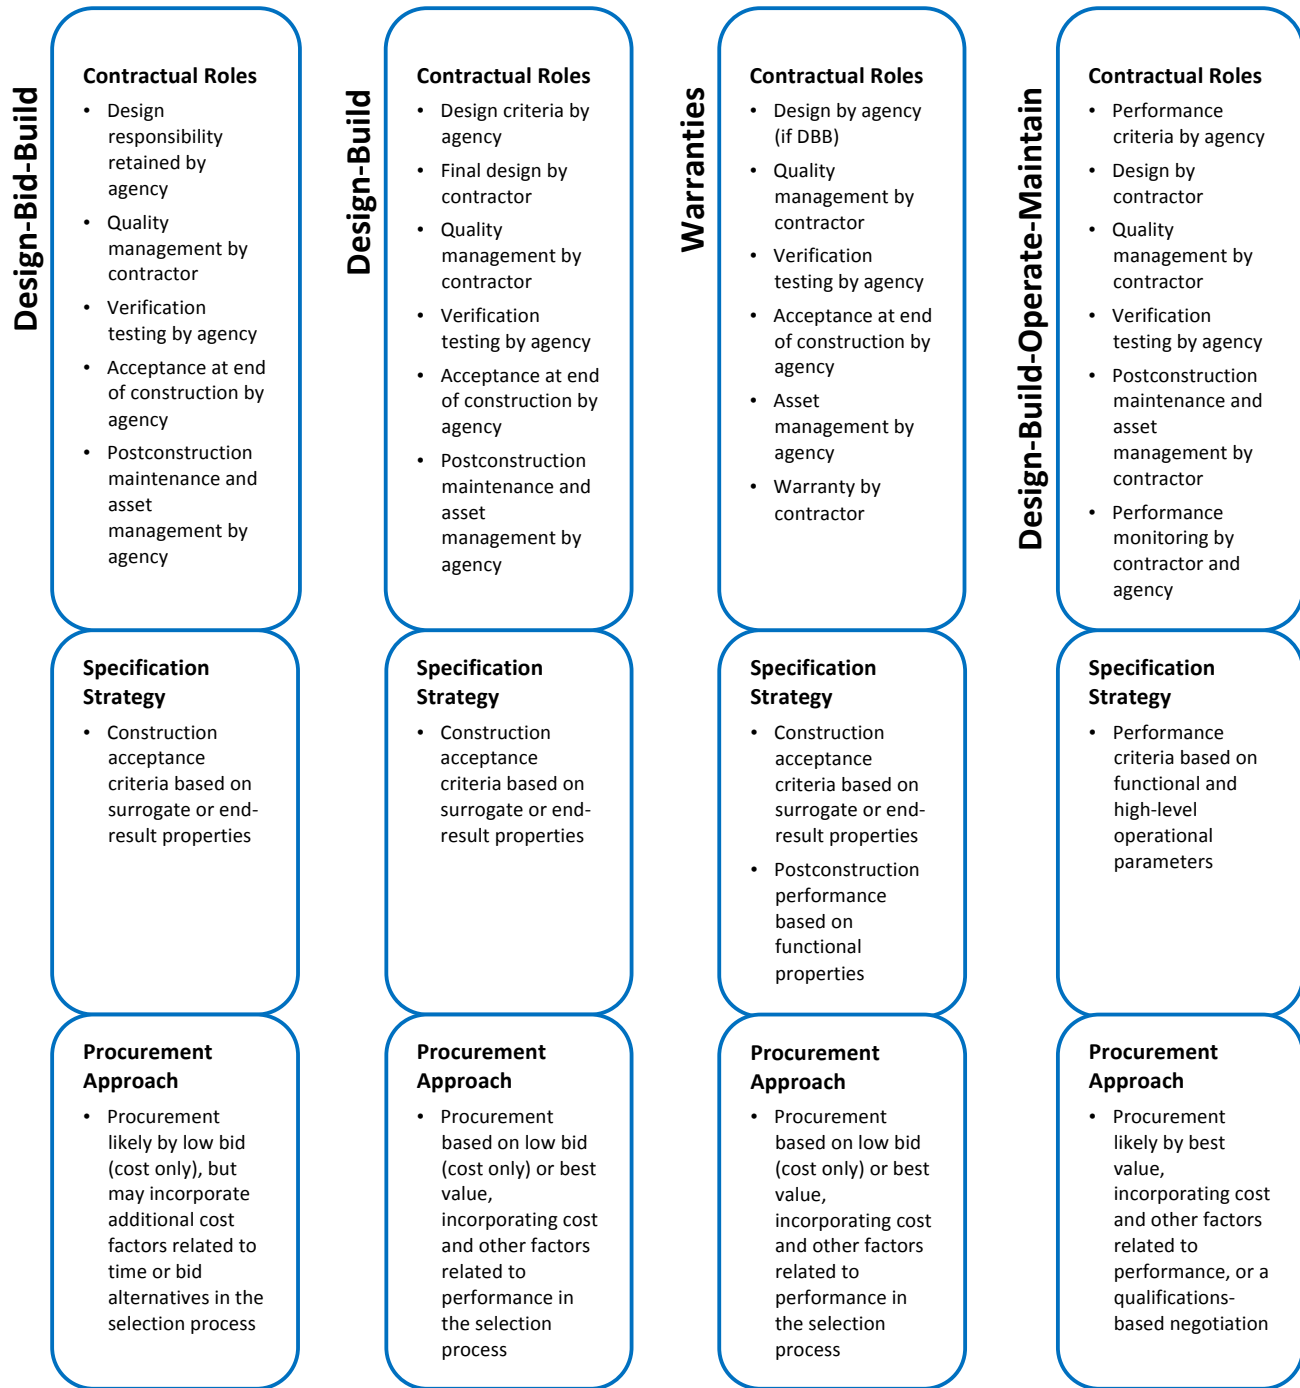 Design-Bid-Build
Contractual Roles
• Design
responsibility
retained by
agency
• Quality
management by
contractor
• Verification
testing by agency
• Acceptance at end
of construction by
agency
• Postconstruction
maintenance and
asset
management by
agency
Specification
Strategy
• Construction
acceptance
criteria based on
surrogate or end-
result properties
Procurement
Approach
• Procurement
likely by low bid
(cost only), but
may incorporate
additional cost
factors related to
time or bid
alternatives in the
selection process
Design-Build
Contractual Roles
• Design criteria by
agency
• Final design by
contractor
• Quality
management by
contractor
• Verification
testing by agency
• Acceptance at end
of construction by
agency
• Postconstruction
maintenance and
asset
management by
agency
Specification
Strategy
• Construction
acceptance
criteria based on
surrogate or end-
result properties
Procurement
Approach
• Procurement
based on low bid
(cost only) or best
value,
incorporating cost
and other factors
related to
performance in
the selection
process
Warranties
Contractual Roles
• Design by agency
(if DBB)
• Quality
management by
contractor
• Verification
testing by agency
• Acceptance at end
of construction by
agency
• Asset
management by
agency
• Warranty by
contractor
Specification
Strategy
• Construction
acceptance
criteria based on
surrogate or end-
result properties
• Postconstruction
performance
based on
functional
properties
Procurement
Approach
• Procurement
based on low bid
(cost only) or best
value,
incorporating cost
and other factors
related to
performance in
the selection
process
Design-Build-Operate-Maintain
Contractual Roles
• Performance
criteria by agency
• Design by
contractor
• Quality
management by
contractor
• Verification
testing by agency
• Postconstruction
maintenance and
asset
management by
contractor
• Performance
monitoring by
contractor and
agency
Specification
Strategy
• Performance
criteria based on
functional and
high-level
operational
parameters
Procurement
Approach
• Procurement
likely by best
value,
incorporating cost
and other factors
related to
performance, or a
qualifications-
based negotiation